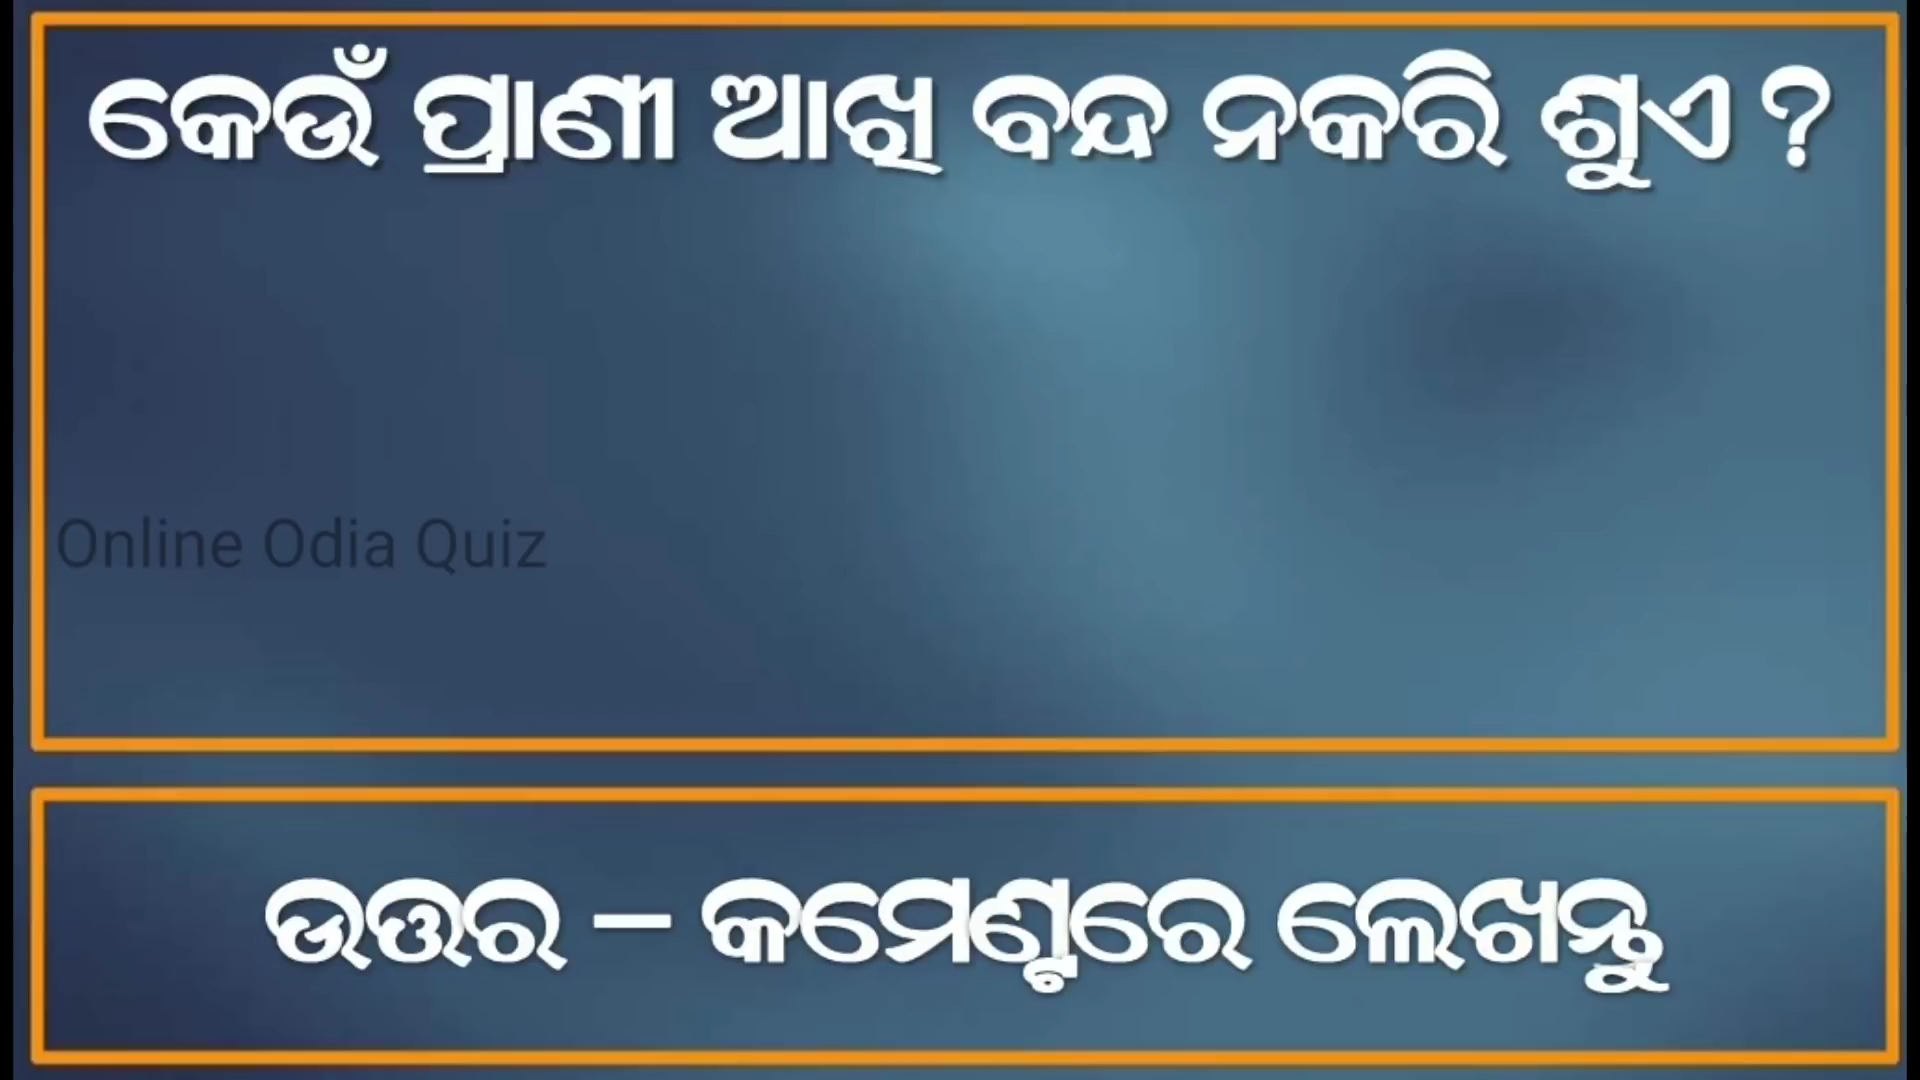 କେଉଁ ପ୍ରାଣୀ ଆଖି ବନ୍ଦ ନକରି ଶୁଏ ?
Online Odia Quiz
ଉତ୍ତର – କମେଣ୍ଟରେ ଲେଖନ୍ତୁ